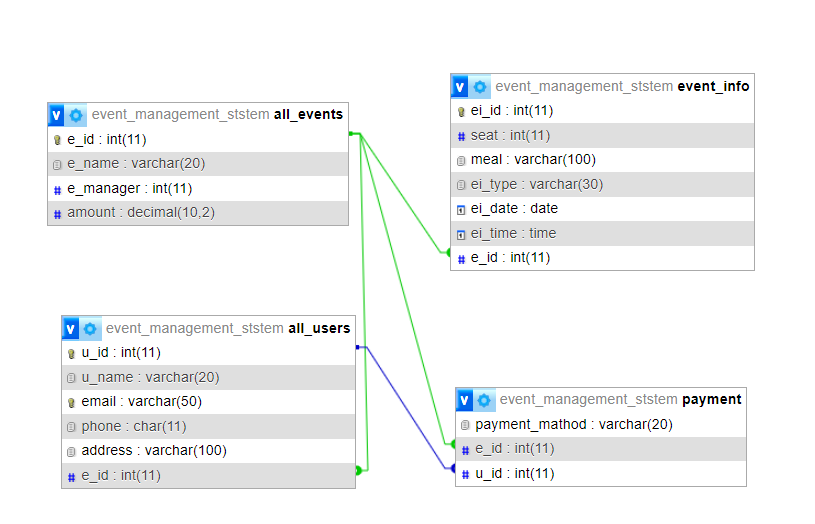 v event_management_ststem all_events
e_id : int(11)
e_name : varchar(20)
e_manager : int(11)
amount : decimal(10,2)
v event_management_ststem event_info
ei_id : int(11)
seat : int(11)
meal : varchar(100)
ei_type : varchar(30)
ei_date : date
ei_time : time
e_id : int(11)
v event_management_ststem all_users
u_id : int(11)
u_name : varchar(20)
email : varchar(50)
phone : char(11)
address : varchar(100)
e_id : int(11)
v event_management_ststem payment
payment_mathod : varchar(20)
e_id : int(11)
u_id : int(11)